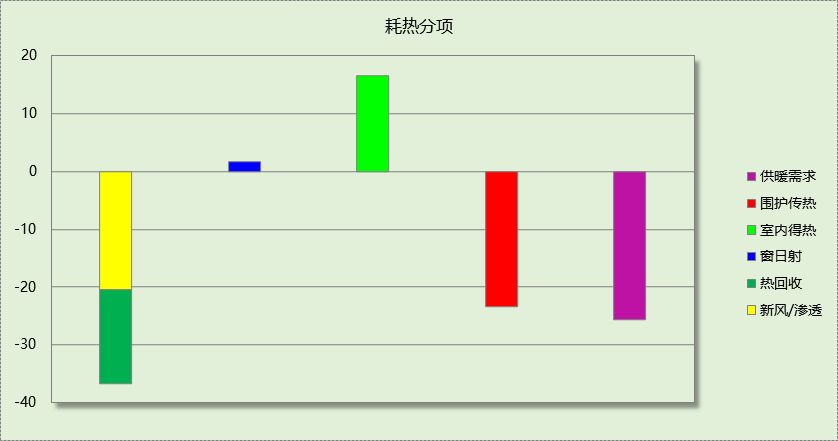 耗热分项
20
10
0
-10
-20
-30
-40
供暖需求
围护传热
室内得热
窗日射
热回收
新风/渗透